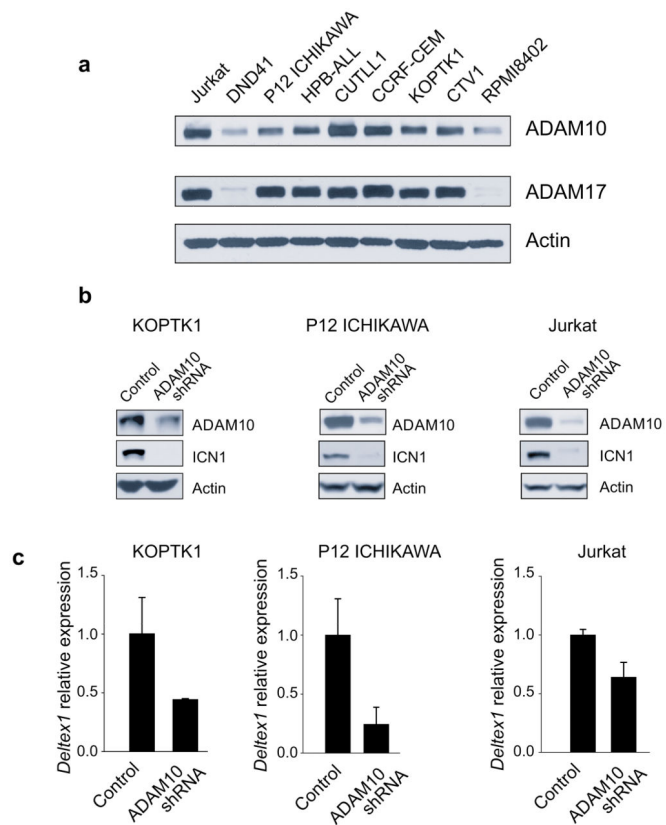 a
Jurkat DND41 P12 ICHIKAWA HPB-ALL CUTLL1 CCRF-CEM KOPTK1 CTV1 RPMI8402
ADAM10
ADAM17
Actin
b
KOPTK1 P12 ICHIKAWA Jurkat
Control ADAM10 shRNA Control ADAM10 shRNA Control ADAM10 shRNA
ADAM10 ADAM10 ADAM10
ICN1 ICN1 ICN1
Actin Actin Actin
c
KOPTK1 P12 ICHIKAWA Jurkat
Deltex1 relative expression Deltex1 relative expression Deltex1 relative expression
1.5 1.5 1.5
1.0 1.0 1.0
0.5 0.5 0.5
0.0 0.0 0.0
Control ADAM10 shRNA Control ADAM10 shRNA Control ADAM10 shRNA